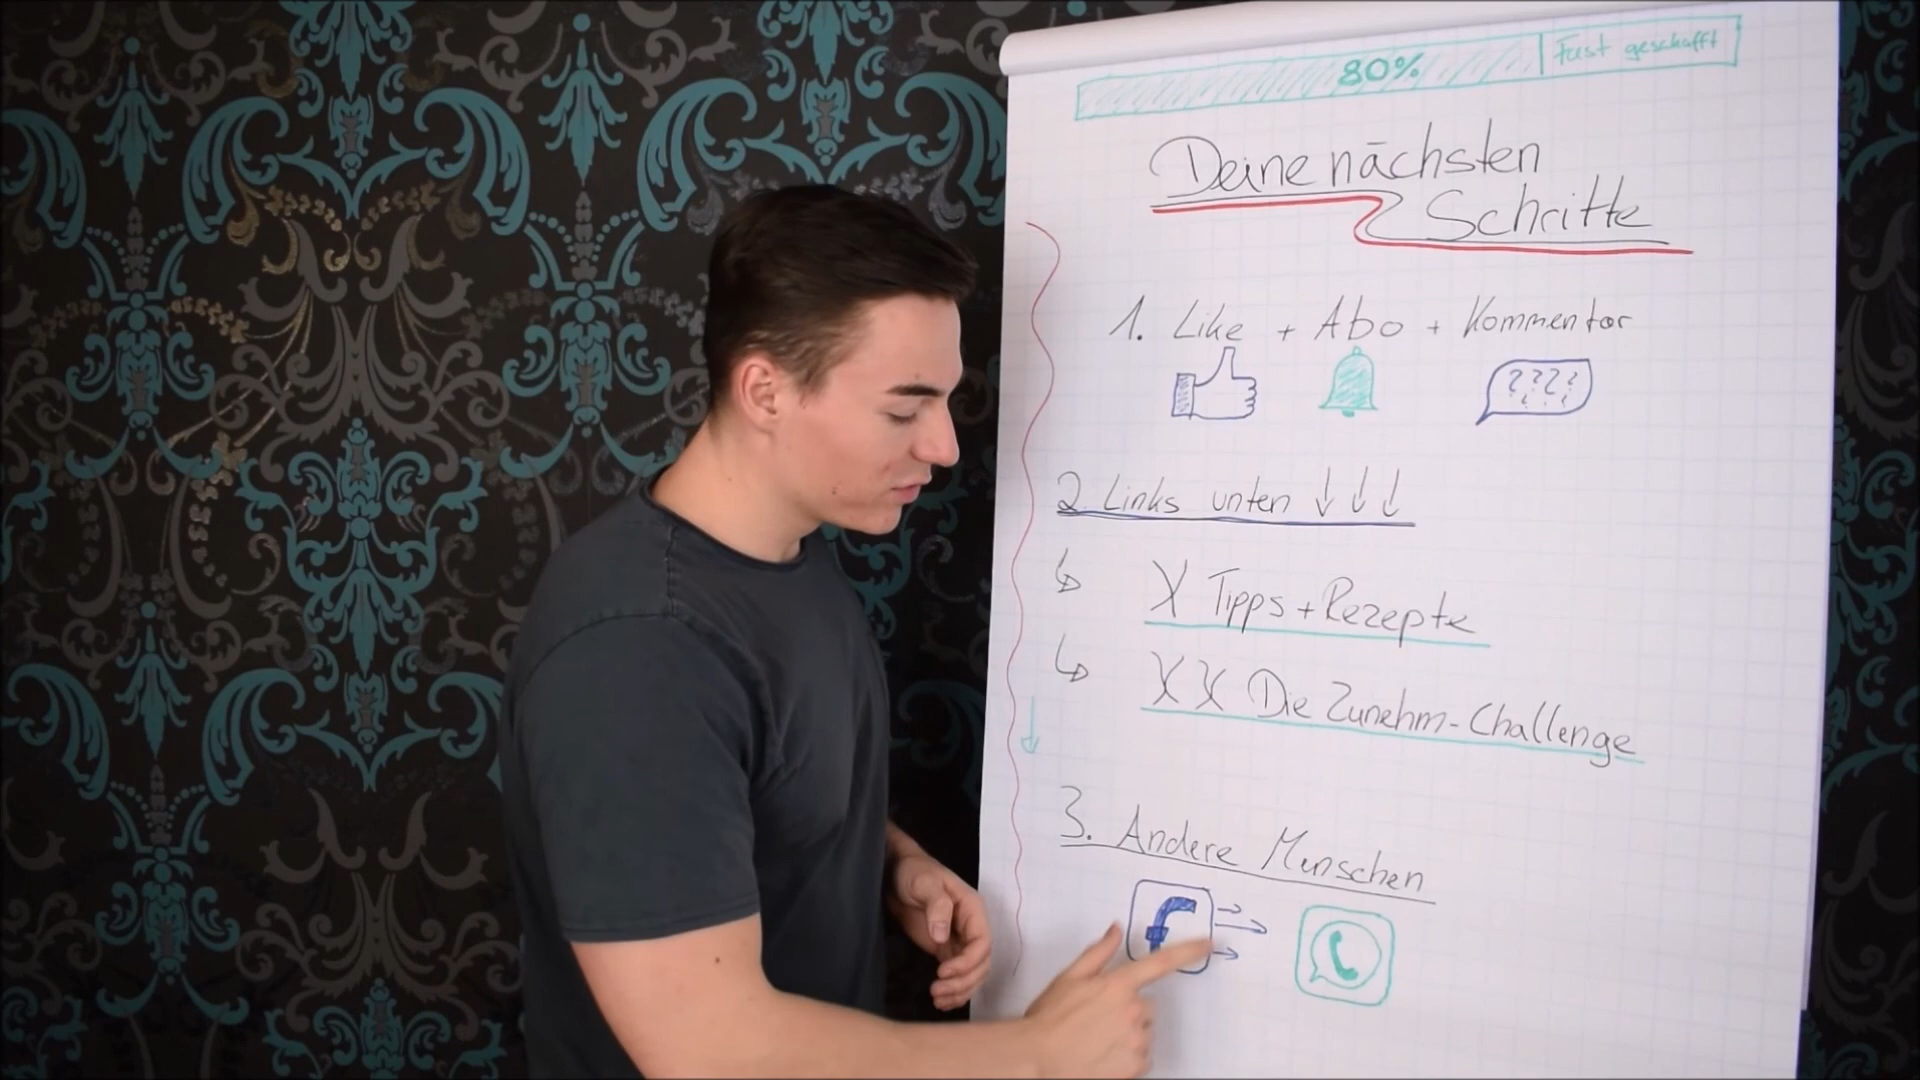 80% Fast geschafft
Deine nächsten
Schritte
1. Like + Abo + Kommentar
????
2. Links unten ↓↓↓
↳ X Tipps + Rezepte
↳ XX Die Zunehm-Challenge
3. Andere Menschen
f